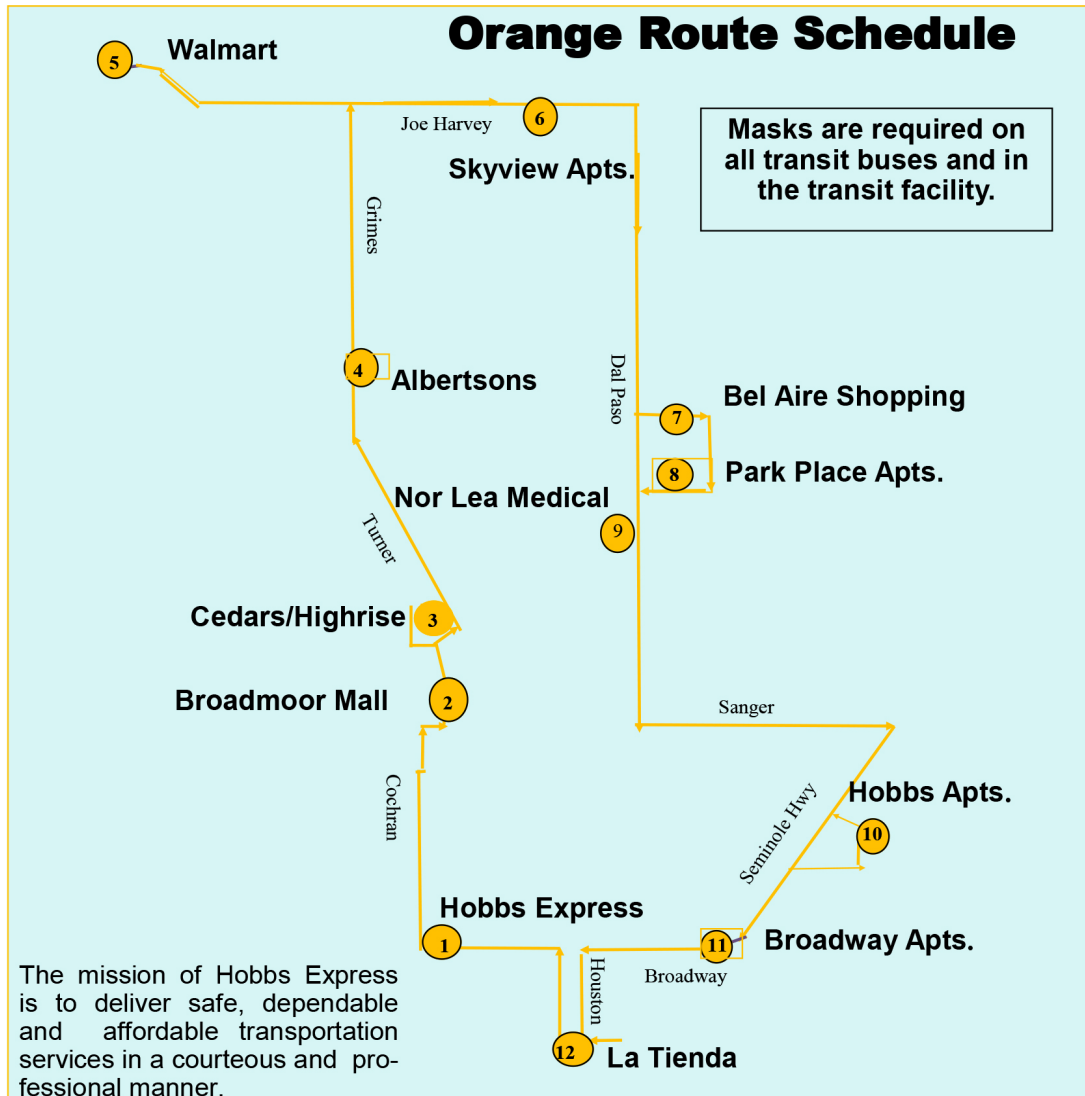 Orange Route Schedule
5
Walmart
Joe Harvey
6
Skyview Apts.
Masks are required on
all transit buses and in
the transit facility.
Grimes
4
Albertsons
Dal Paso
7
Bel Aire Shopping
8
Park Place Apts.
Nor Lea Medical
9
Turner
Cedars/Highrise
3
Broadmoor Mall
2
Sanger
Cochran
Seminole Hwy
Hobbs Apts.
10
Hobbs Express
1
11
Broadway Apts.
Broadway
Houston
12
La Tienda
The mission of Hobbs Express
is to deliver safe, dependable
and affordable transportation
services in a courteous and pro-
fessional manner.